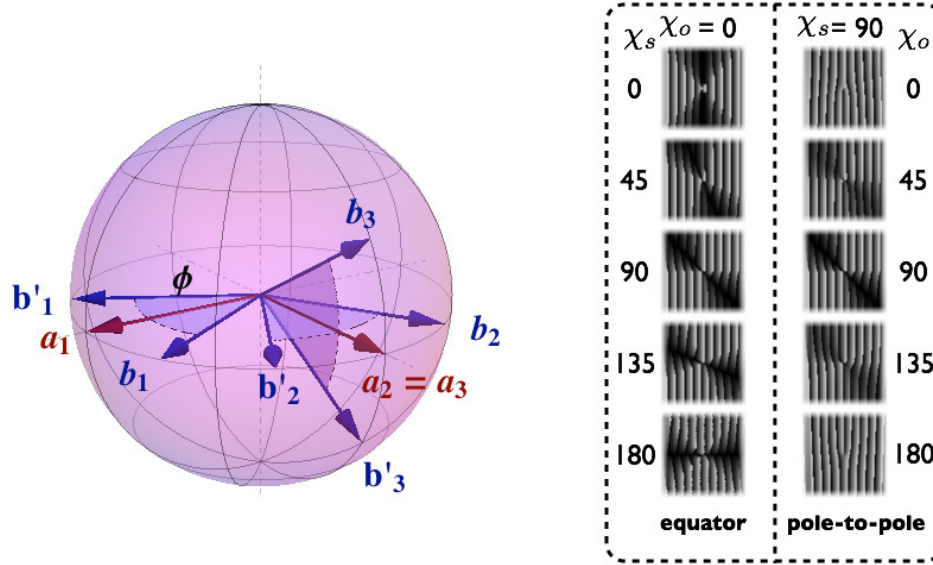 b₃
ϕ
b'₁
a₁
b₁
b'₂
b₂
a₂ = a₃
b'₃
χₛ χₒ = 0 χₛ = 90 χₒ
0 0
45 45
90 90
135 135
180 180
equator pole-to-pole